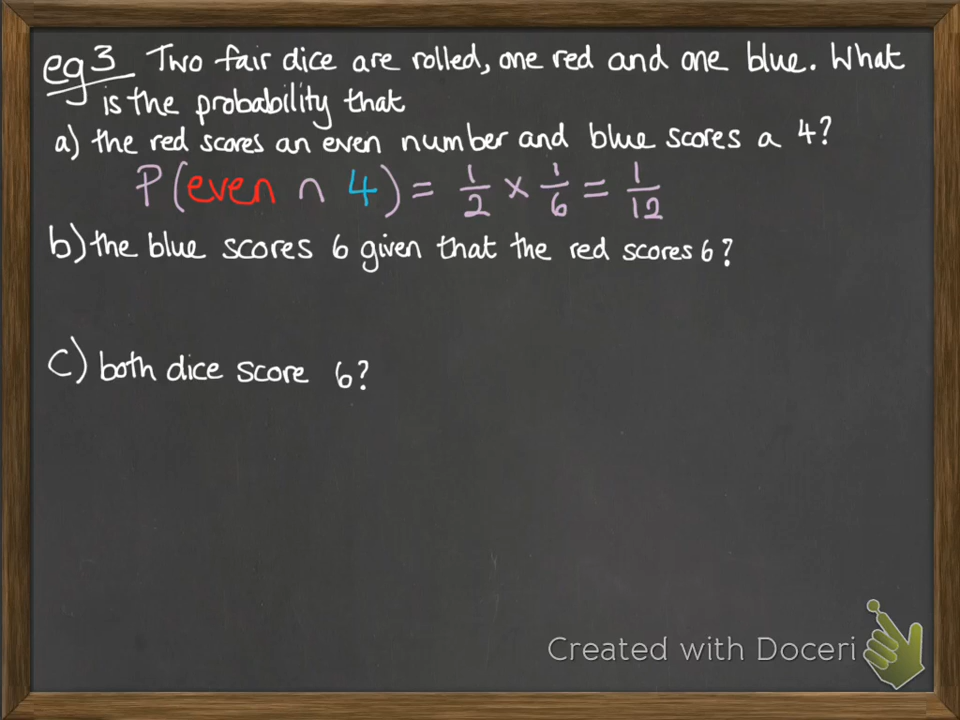 eg 3 Two fair dice are rolled, one red and one blue. What
is the probability that
a) the red scores an even number and blue scores a 4?
P(even ∩ 4) = 1/2 × 1/6 = 1/12
b) the blue scores 6 given that the red scores 6?
c) both dice score 6?
Created with Doceri